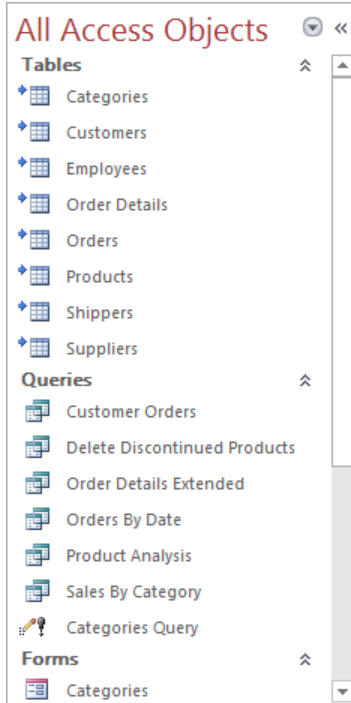 All Access Objects
Tables
Categories
Customers
Employees
Order Details
Orders
Products
Shippers
Suppliers
Queries
Customer Orders
Delete Discontinued Products
Order Details Extended
Orders By Date
Product Analysis
Sales By Category
Categories Query
Forms
Categories